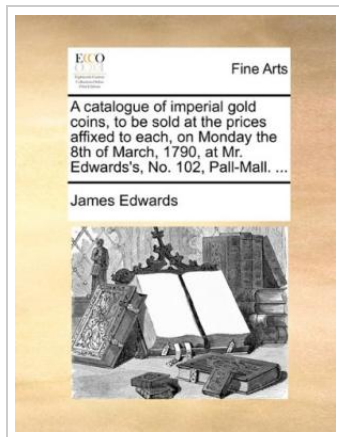 ECCO
Fine Arts
A catalogue of imperial gold
coins, to be sold at the prices
affixed to each, on Monday the
8th of March, 1790, at Mr.
Edwards's, No. 102, Pall-Mall. ...
James Edwards